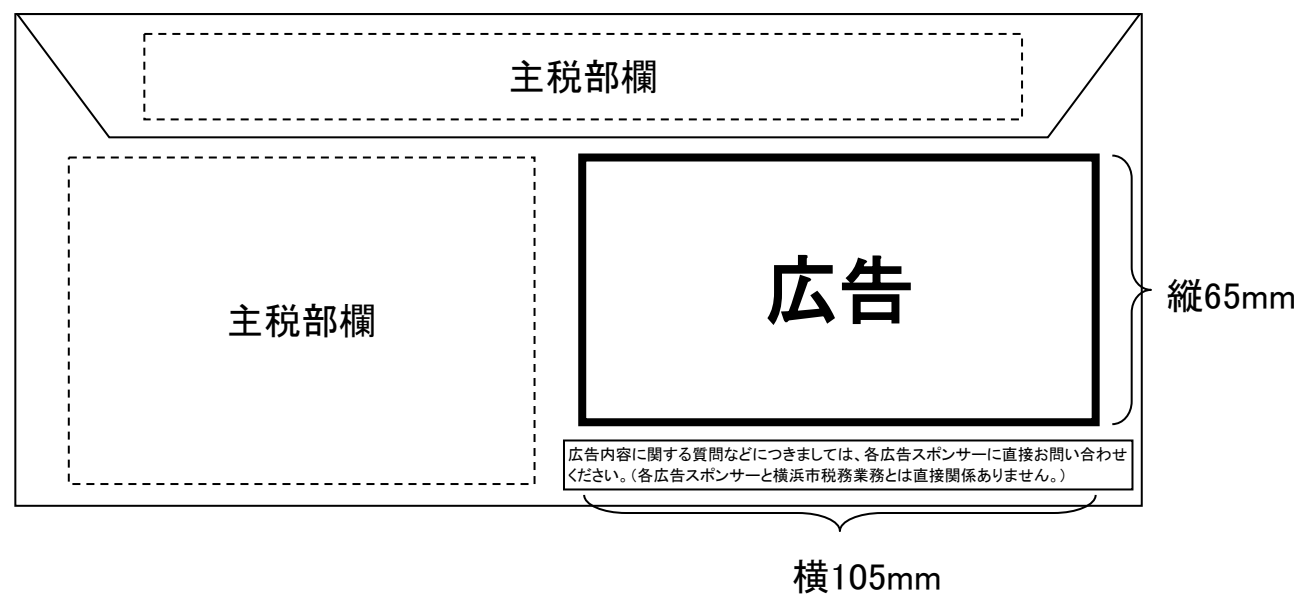 主税部欄
主税部欄
広告
縦65mm
広告内容に関する質問などにつきましては、各広告スポンサーに直接お問い合わせ
ください。（各広告スポンサーと横浜市税務業務とは直接関係ありません。）
横105mm